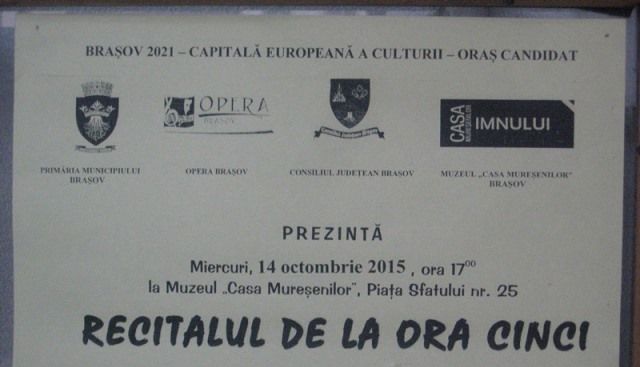 BRAȘOV 2021 – CAPITALĂ EUROPEANĂ A CULTURII – ORAȘ CANDIDAT
OPERA
BRAȘOV
CASA
MUREȘENILOR
IMNULUI
PRIMĂRIA MUNICIPIULUI
BRAȘOV
OPERA BRAȘOV
CONSILIUL JUDEȚEAN BRAȘOV
MUZEUL „CASA MUREȘENILOR"
BRAȘOV
PREZINTĂ
Miercuri, 14 octombrie 2015 , ora 17⁰⁰
la Muzeul „Casa Mureșenilor", Piața Sfatului nr. 25
RECITALUL DE LA ORA CINCI